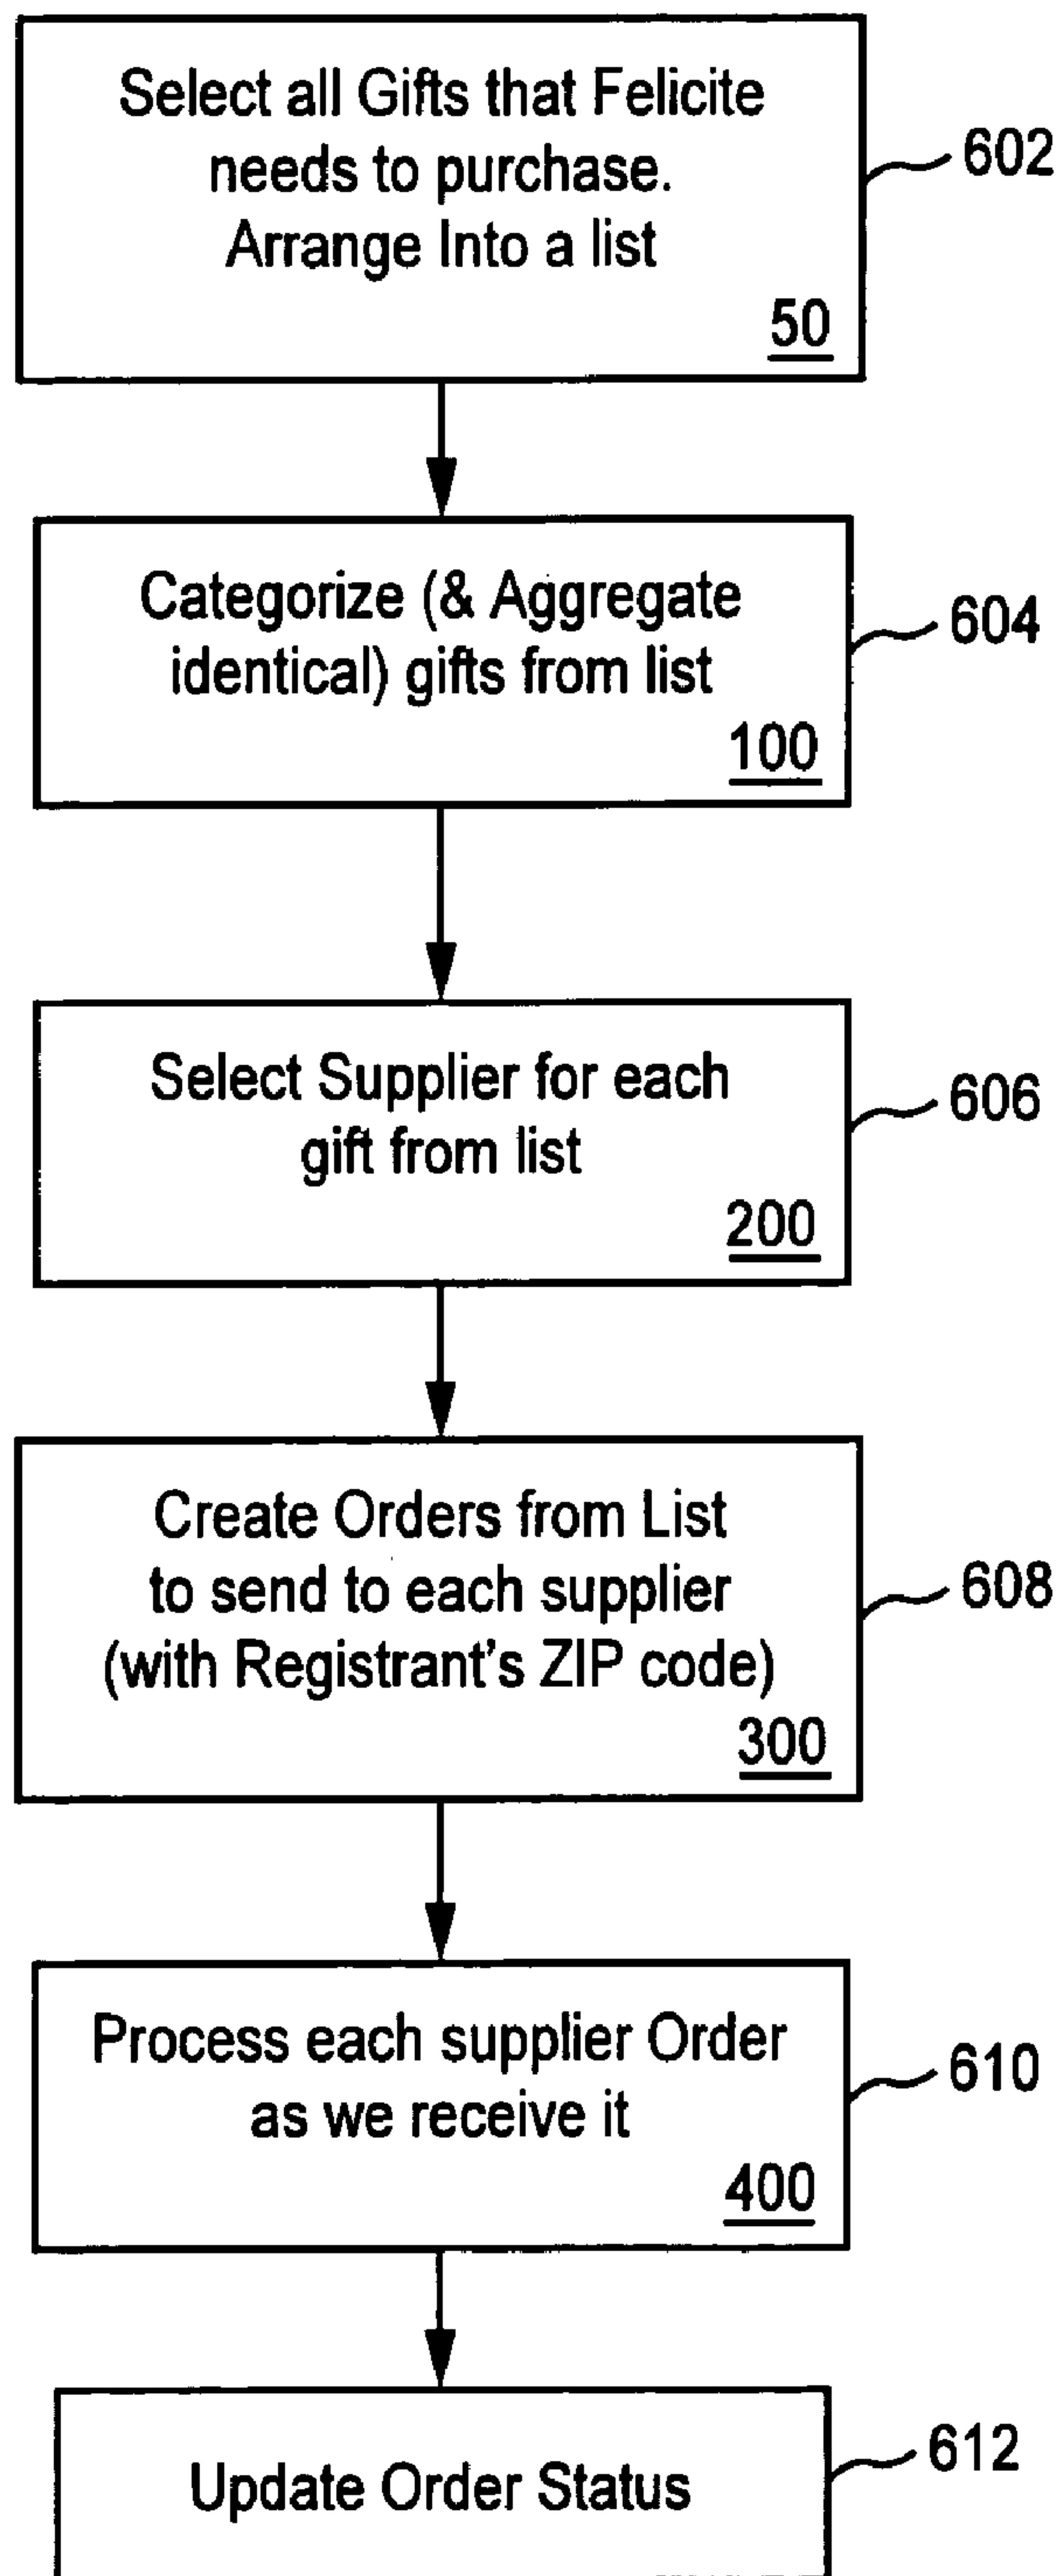 Select all Gifts that Felicite
needs to purchase.
Arrange Into a list
50
602
Categorize (& Aggregate
identical) gifts from list
100
604
Select Supplier for each
gift from list
200
606
Create Orders from List
to send to each supplier
(with Registrant's ZIP code)
300
608
Process each supplier Order
as we receive it
400
610
Update Order Status
612